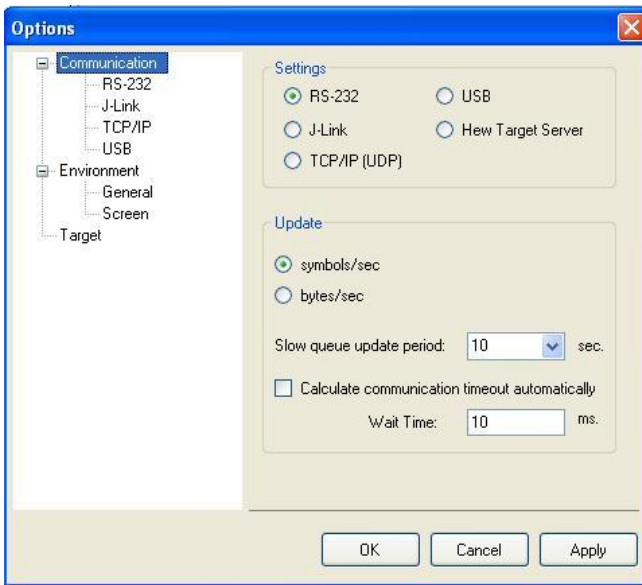 Options
Communication
RS-232
J-Link
TCP/IP
USB
Environment
General
Screen
Target
Settings
RS-232
USB
J-Link
Hew Target Server
TCP/IP (UDP)
Update
symbols/sec
bytes/sec
Slow queue update period: 10 sec.
Calculate communication timeout automatically
Wait Time: 10 ms.
OK Cancel Apply